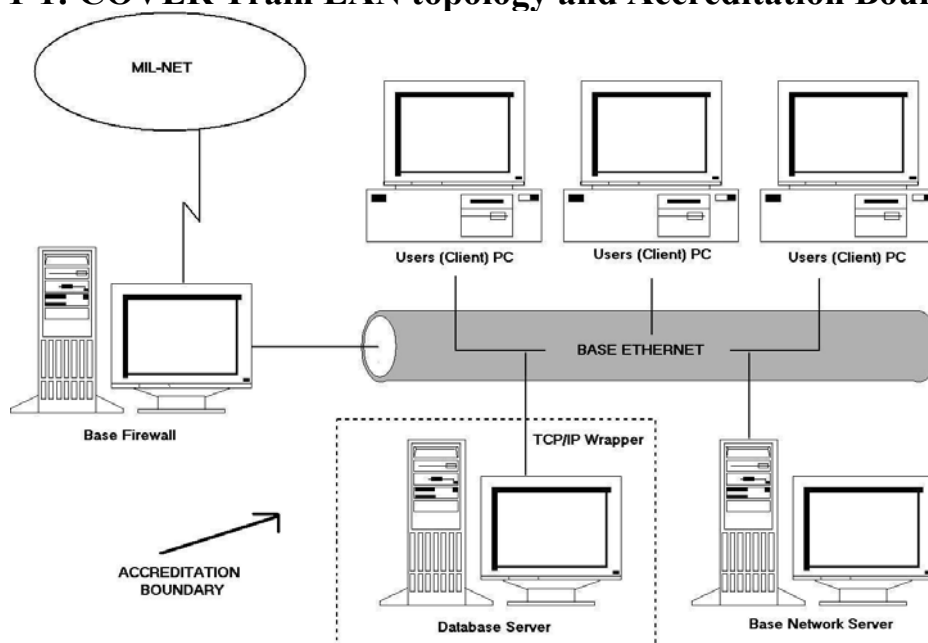 1: COVER Train LAN topology and Accreditation
MIL-NET
Users (Client) PC
Users (Client) PC
Users (Client) PC
BASE ETHERNET
Base Firewall
TCP/IP Wrapper
ACCREDITATION
BOUNDARY
Database Server
Base Network Server